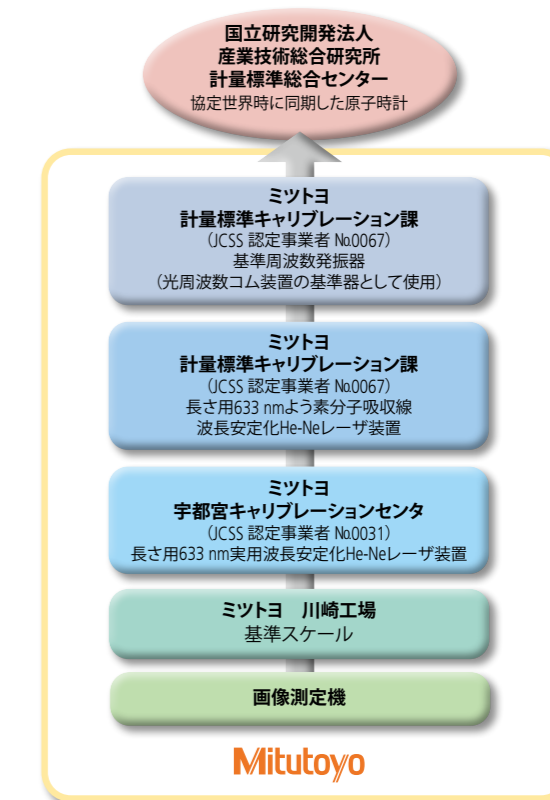 国立研究開発法人
産業技術総合研究所
計量標準総合センター
協定世界時に同期した原子時計
ミツトヨ
計量標準キャリブレーション課
（JCSS 認定事業者 №0067）
基準周波数発振器
（光周波数コム装置の基準器として使用）
ミツトヨ
計量標準キャリブレーション課
（JCSS 認定事業者 №0067）
長さ用633 nmよう素分子吸収線
波長安定化He-Neレーザ装置
ミツトヨ
宇都宮キャリブレーションセンタ
（JCSS 認定事業者 №0031）
長さ用633 nm実用波長安定化He-Neレーザ装置
ミツトヨ　川崎工場
基準スケール
画像測定機
Mitutoyo